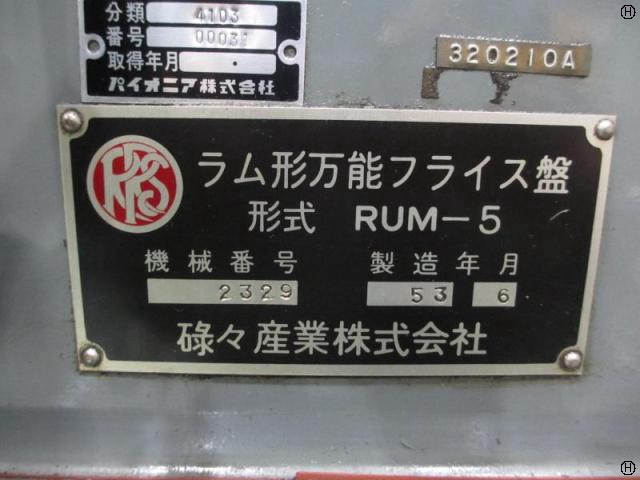 分類 4103
番号 0003
取得年月
パイオニア株式会社
320210A
RKS
ラム形万能フライス盤
形式 RUM-5
機械番号 製造年月
2329 53 6
碌々産業株式会社